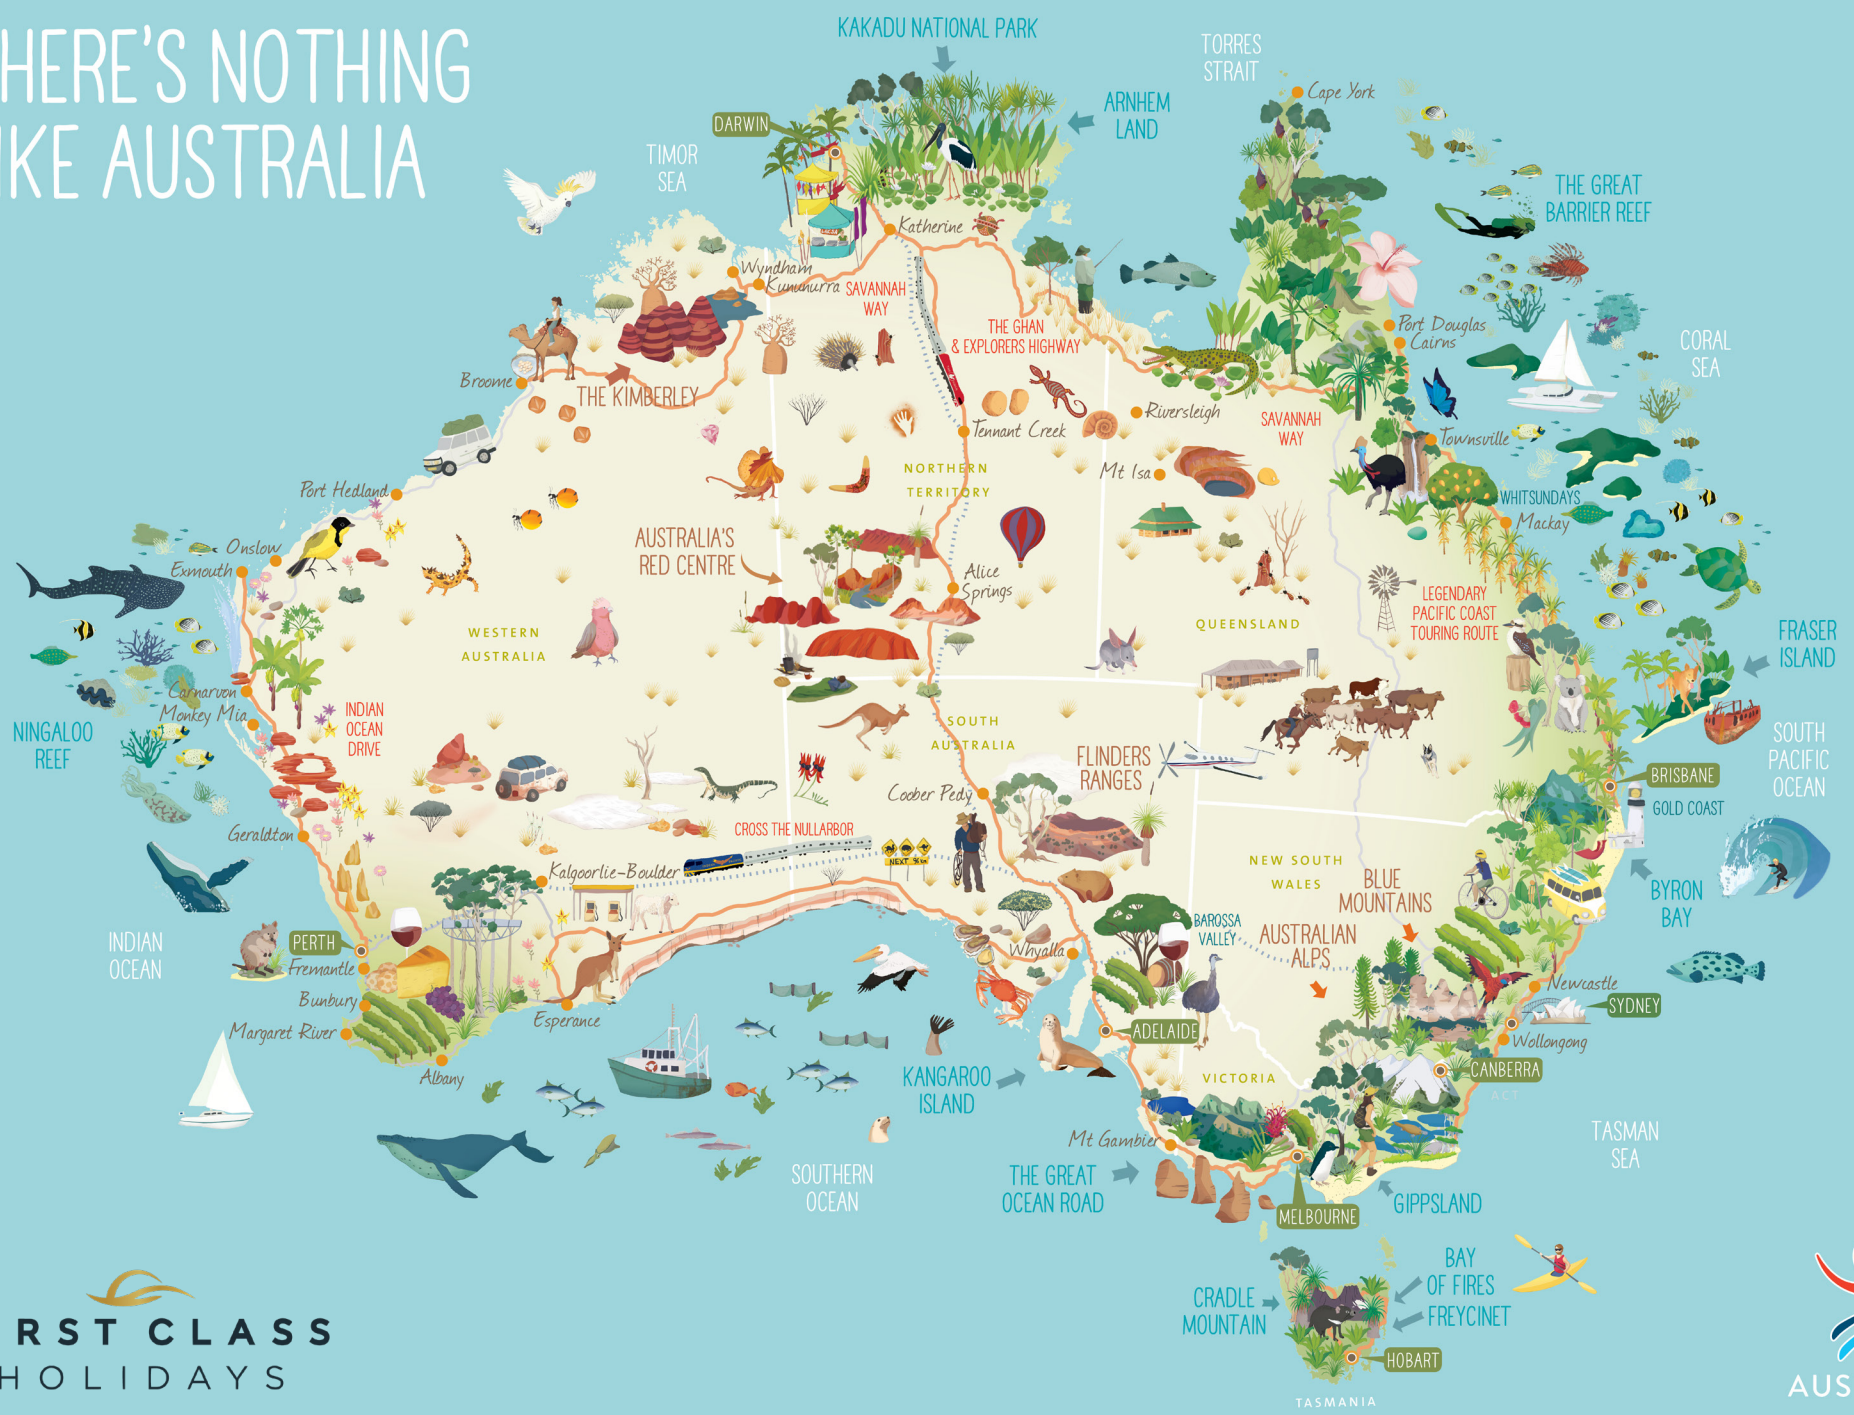 HERE'S NOTHING
IKE AUSTRALIA
KAKADU NATIONAL PARK
TORRES
STRAIT
Cape York
ARNHEM
LAND
DARWIN
TIMOR
SEA
THE GREAT
BARRIER REEF
Katherine
Wyndham
Kununurra
SAVANNAH
WAY
THE GHAN
& EXPLORERS HIGHWAY
Port Douglas
Cairns
CORAL
SEA
Broome
THE KIMBERLEY
Riversleigh
SAVANNAH
WAY
Tennant Creek
Townsville
Mt Isa
NORTHERN
TERRITORY
Port Hedland
WHITSUNDAYS
Mackay
AUSTRALIA'S
RED CENTRE
Onslow
Exmouth
Alice
Springs
LEGENDARY
PACIFIC COAST
TOURING ROUTE
WESTERN
AUSTRALIA
QUEENSLAND
FRASER
ISLAND
Carnarvon
Monkey Mia
INDIAN
OCEAN
DRIVE
NINGALOO
REEF
SOUTH
AUSTRALIA
SOUTH
PACIFIC
OCEAN
FLINDERS
RANGES
BRISBANE
Coober Pedy
GOLD COAST
Geraldton
CROSS THE NULLARBOR
NEXT 96km
Kalgoorlie-Boulder
NEW SOUTH
WALES
BLUE
MOUNTAINS
BYRON
BAY
BAROSSA
VALLEY
AUSTRALIAN
ALPS
INDIAN
OCEAN
PERTH
Fremantle
Whyalla
Bunbury
Newcastle
SYDNEY
Margaret River
Esperance
ADELAIDE
Wollongong
Albany
KANGAROO
ISLAND
VICTORIA
CANBERRA
ACT
Mt Gambier
TASMAN
SEA
SOUTHERN
OCEAN
THE GREAT
OCEAN ROAD
GIPPSLAND
MELBOURNE
BAY
OF FIRES
CRADLE
MOUNTAIN
FREYCINET
HOBART
TASMANIA
RST CLASS
HOLIDAYS
AUS